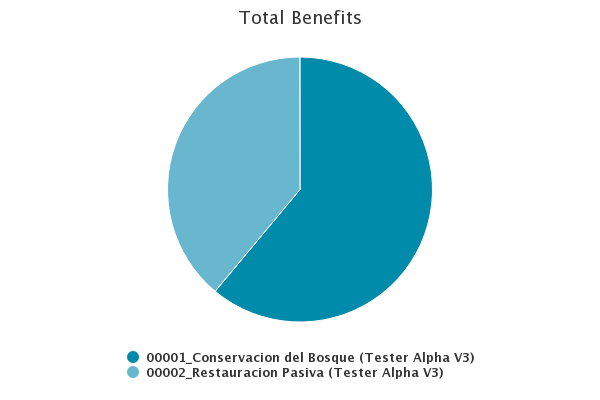 Total Benefits
00001_Conservacion del Bosque (Tester Alpha V3)
00002_Restauracion Pasiva (Tester Alpha V3)